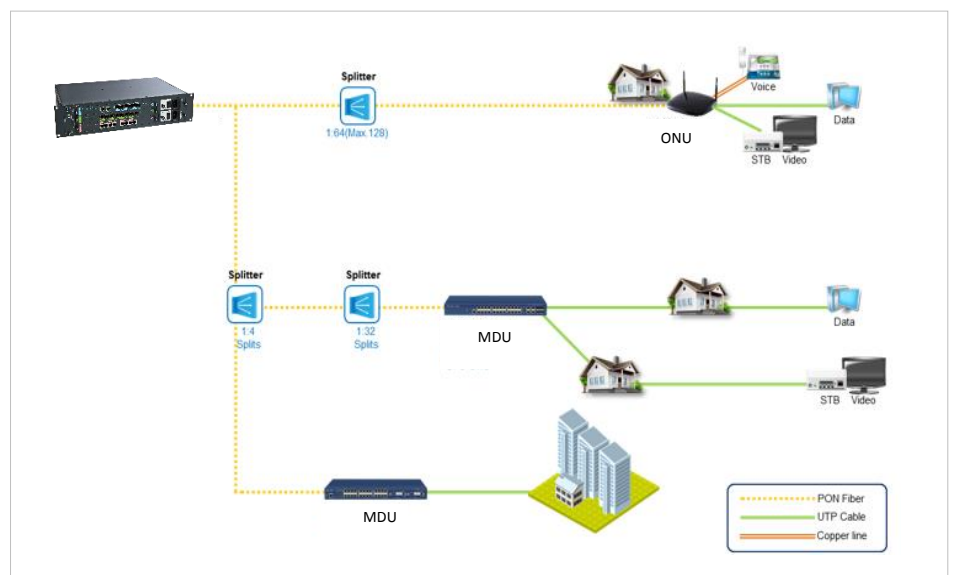 Splitter
1:64(Max.128)
Voice
Data
ONU
STB Video
Splitter
1:4
Splits
Splitter
1:32
Splits
MDU
Data
STB Video
MDU
PON Fiber
UTP Cable
Copper line